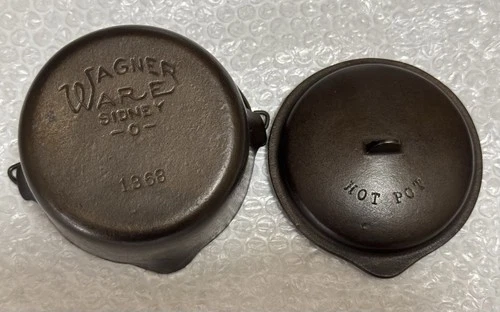 WAGNER
WARE
SIDNEY
-O-
1368
HOT POT